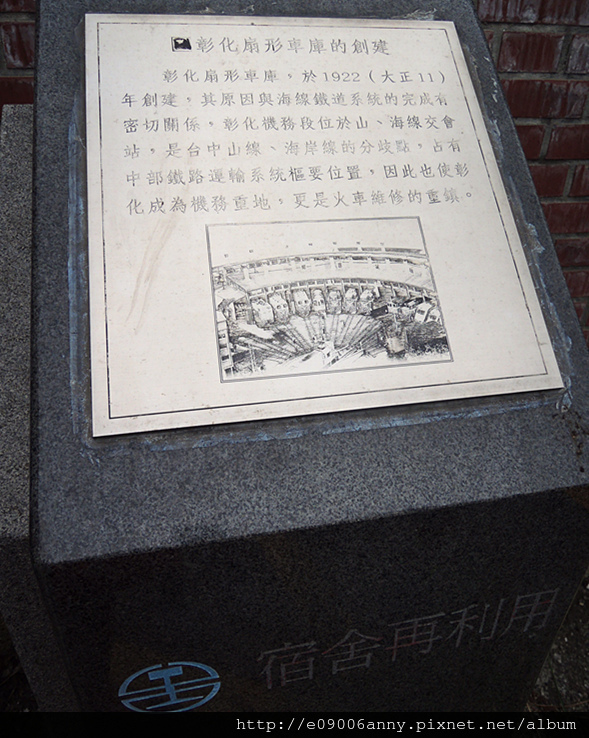 彰化扇形車庫的創建
彰化扇形車庫，於1922（大正11）
年創建，其原因與海線鐵道系統的完成有
密切關係，彰化機務段位於山、海線交會
站，是台中山線、海岸線的分歧點，占有
中部鐵路運輸系統樞要位置，因此也使彰
化成為機務重地，更是火車維修的重鎮。
宿舍再利用
http://e09006anny.pixnet.net/album